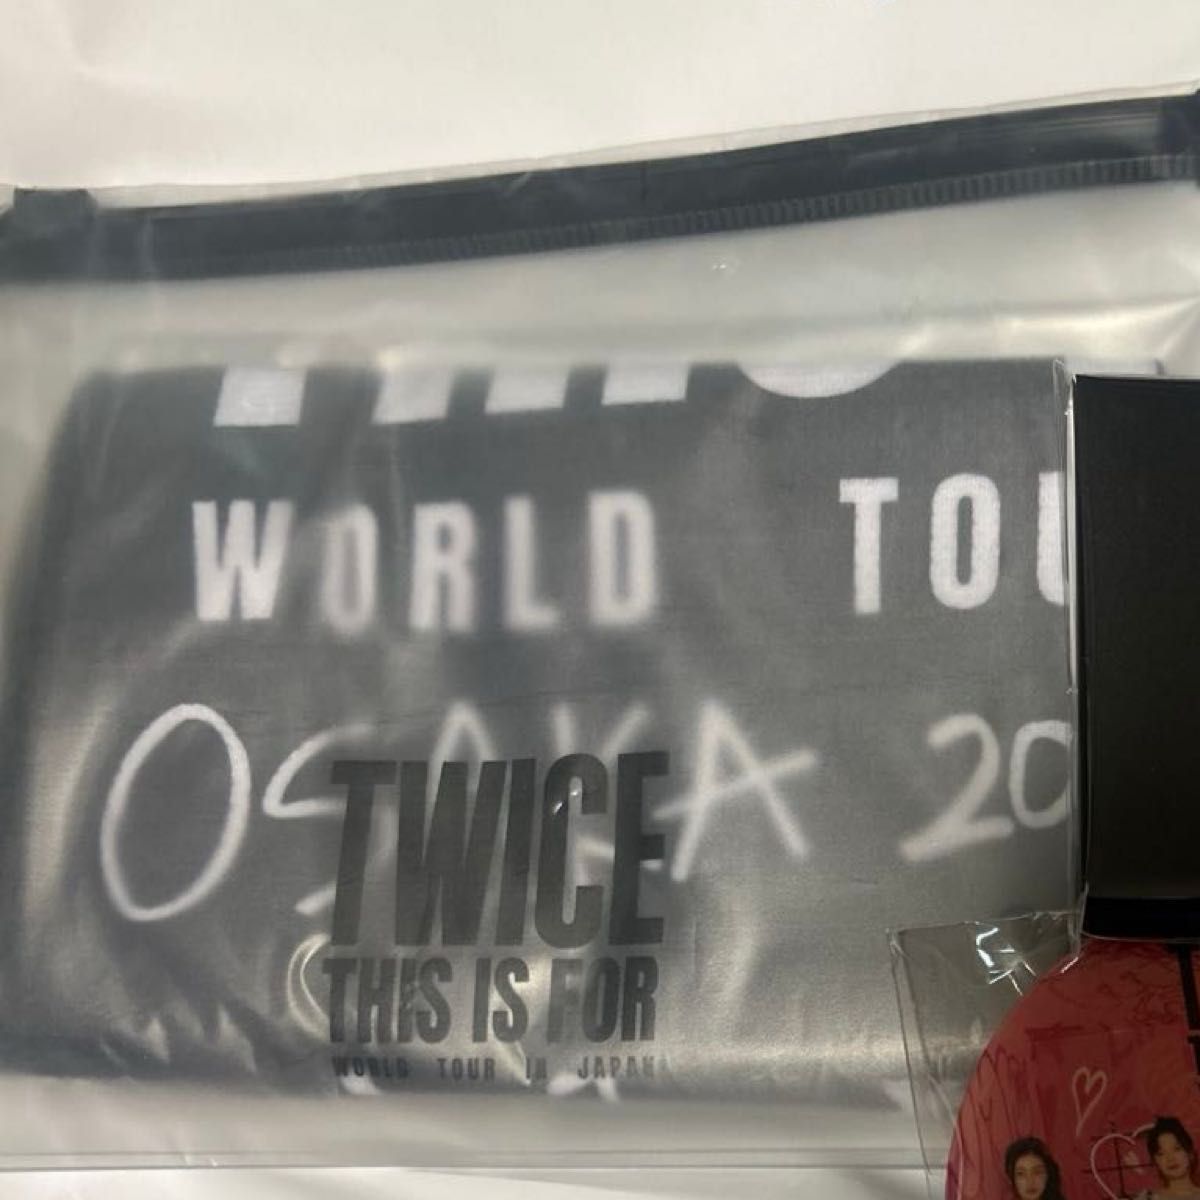 WORLD TOU
OSAKA 20
TWICE
THIS IS FOR
WORLD TOUR IN JAPAN